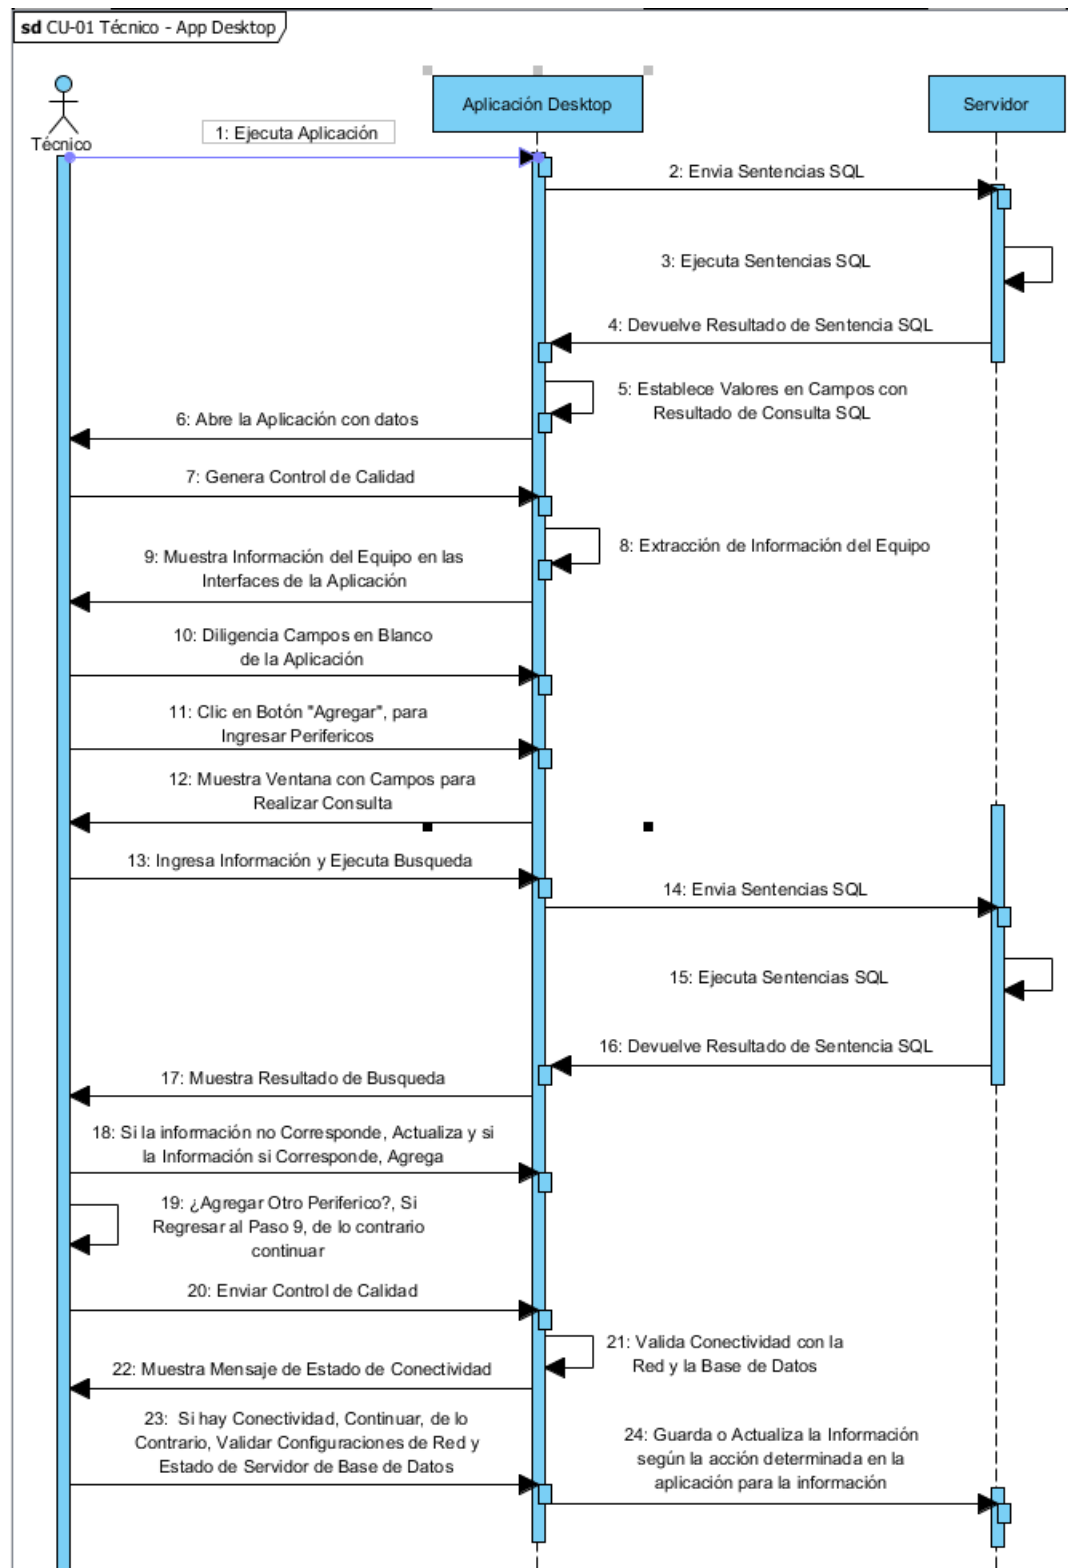 sd CU-01 Técnico - App Desktop
Técnico
Aplicación Desktop
Servidor
1: Ejecuta Aplicación
2: Envia Sentencias SQL
3: Ejecuta Sentencias SQL
4: Devuelve Resultado de Sentencia SQL
5: Establece Valores en Campos con
Resultado de Consulta SQL
6: Abre la Aplicación con datos
7: Genera Control de Calidad
8: Extracción de Información del Equipo
9: Muestra Información del Equipo en las
Interfaces de la Aplicación
10: Diligencia Campos en Blanco
de la Aplicación
11: Clic en Botón "Agregar", para
Ingresar Perifericos
12: Muestra Ventana con Campos para
Realizar Consulta
13: Ingresa Información y Ejecuta Busqueda
14: Envia Sentencias SQL
15: Ejecuta Sentencias SQL
16: Devuelve Resultado de Sentencia SQL
17: Muestra Resultado de Busqueda
18: Si la información no Corresponde, Actualiza y si
la Información si Corresponde, Agrega
19: ¿Agregar Otro Periferico?, Si
Regresar al Paso 9, de lo contrario
continuar
20: Enviar Control de Calidad
21: Valida Conectividad con la
Red y la Base de Datos
22: Muestra Mensaje de Estado de Conectividad
23: Si hay Conectividad, Continuar, de lo
Contrario, Validar Configuraciones de Red y
Estado de Servidor de Base de Datos
24: Guarda o Actualiza la Información
según la acción determinada en la
aplicación para la información